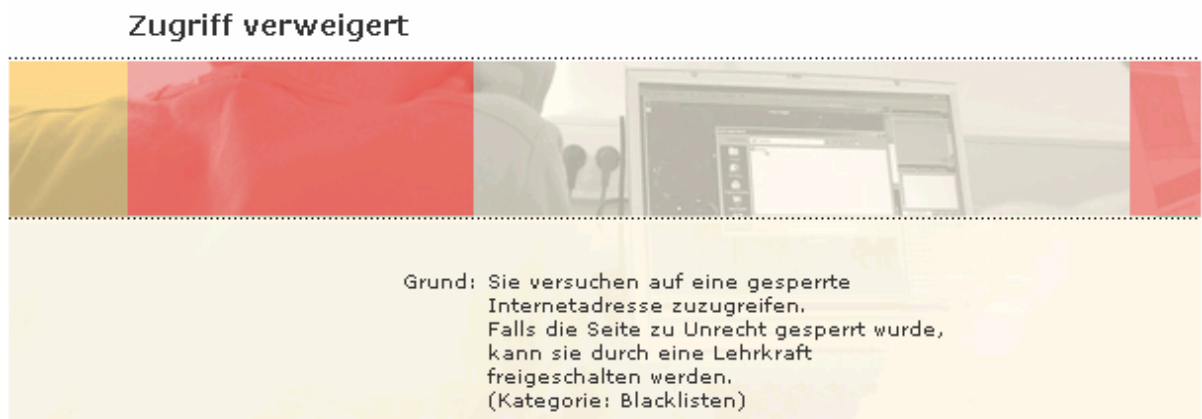 Zugriff verweigert
Grund: Sie versuchen auf eine gesperrte
Internetadresse zuzugreifen.
Falls die Seite zu Unrecht gesperrt wurde,
kann sie durch eine Lehrkraft
freigeschalten werden.
(Kategorie: Blacklisten)